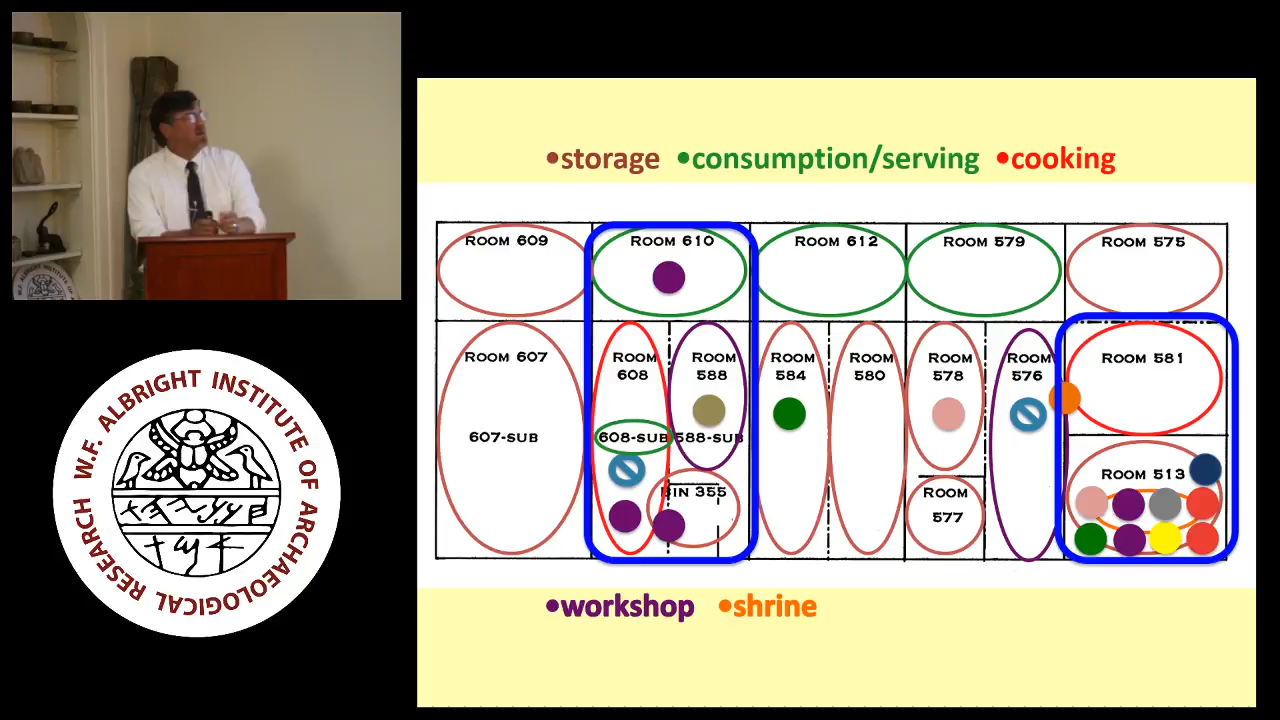 •storage •consumption/serving •cooking
ROOM 609
ROOM 610
ROOM 612
ROOM 579
ROOM 575
ROOM 607
ROOM
608
ROOM
588
ROOM
584
ROOM
580
ROOM
578
ROOM
576
ROOM 581
607-SUB
608-SUB
588-SUB
BIN 355
ROOM
577
ROOM 513
•workshop •shrine
W.F. ALBRIGHT INSTITUTE OF ARCHAEOLOGICAL RESEARCH